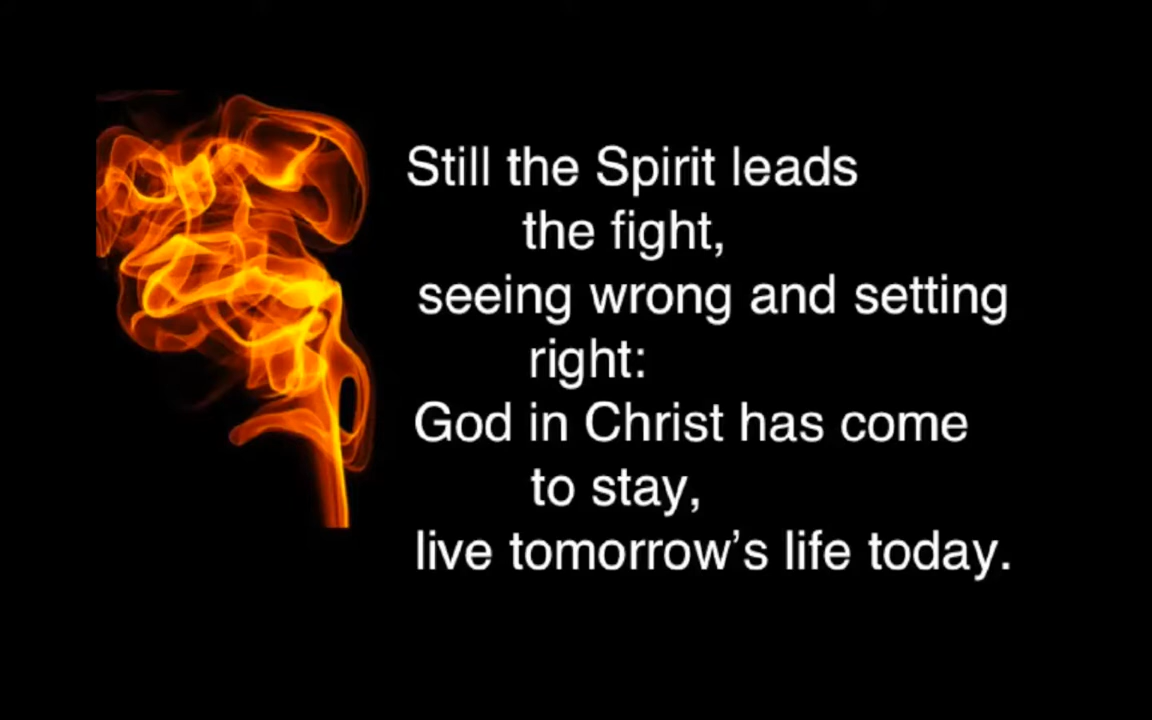 Still the Spirit leads
the fight,
seeing wrong and setting
right:
God in Christ has come
to stay,
live tomorrow’s life today.